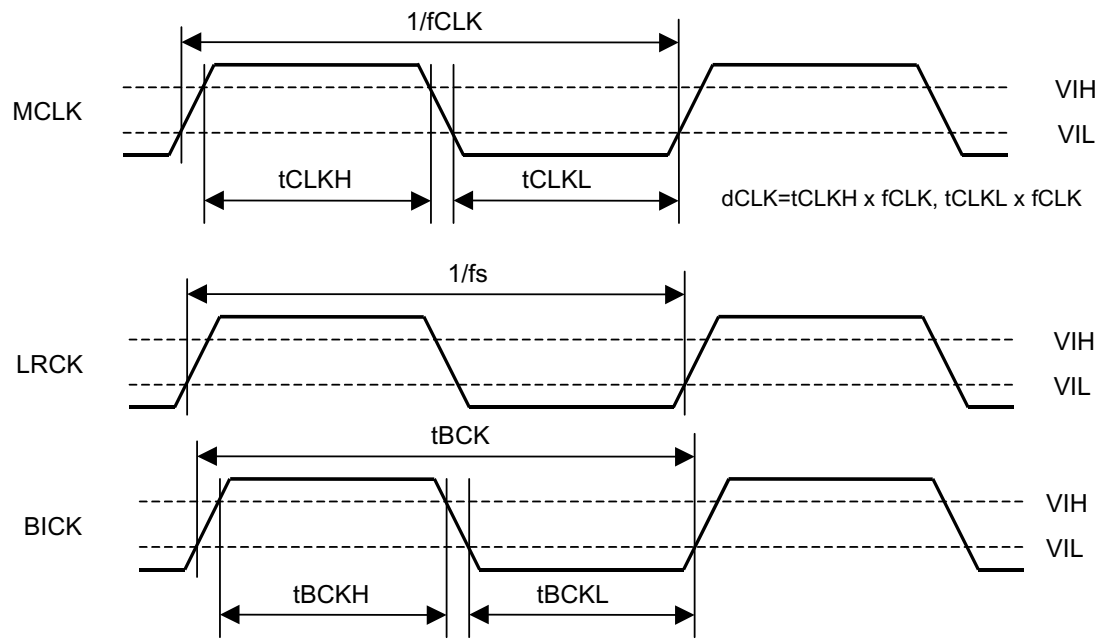 1/fCLK
MCLK
VIH
VIL
tCLKH
tCLKL
dCLK=tCLKH x fCLK, tCLKL x fCLK
1/fs
LRCK
VIH
VIL
tBCK
BICK
VIH
VIL
tBCKH
tBCKL